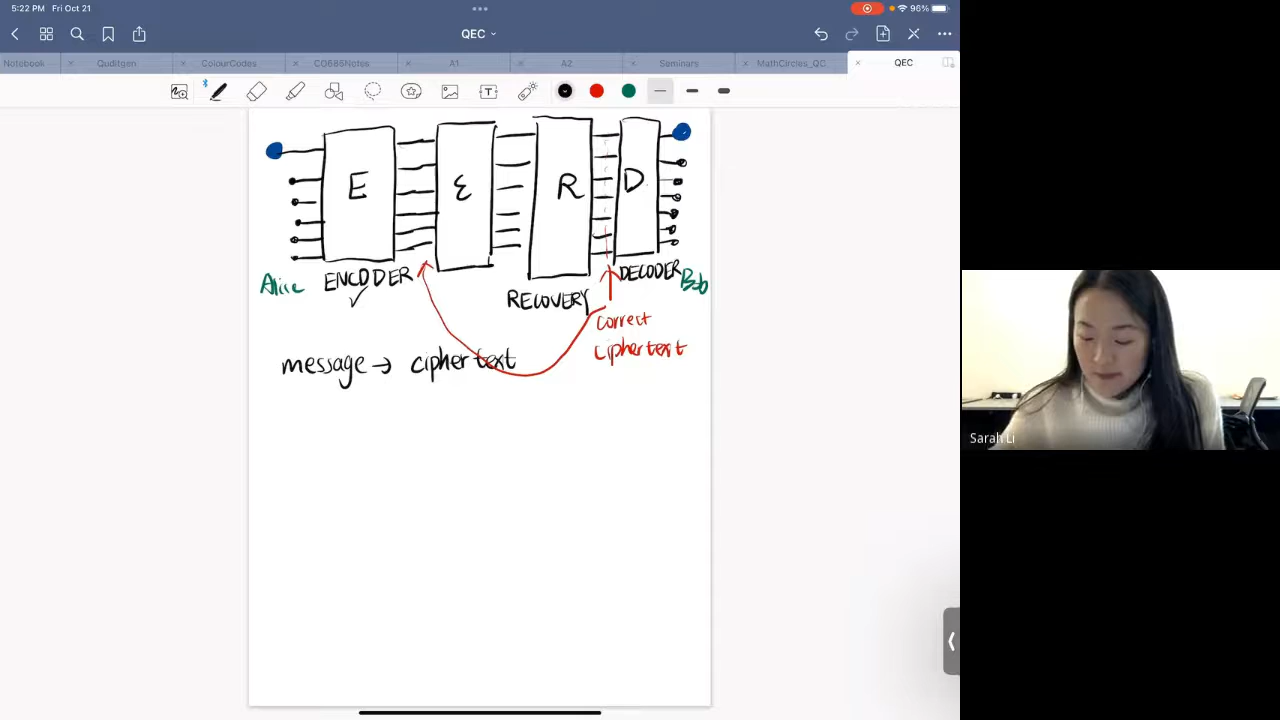 5:22 PM Fri Oct 21
96%
QEC
Notebook
Quditgen
ColourCodes
CO685Notes
A1
A2
Seminars
MathCircles_QC
QEC
T
E
Ɛ
R
D
Alice
ENCODER
RECOVERY
DECODER
Bob
correct
ciphertext
message → ciphertext
Sarah Li